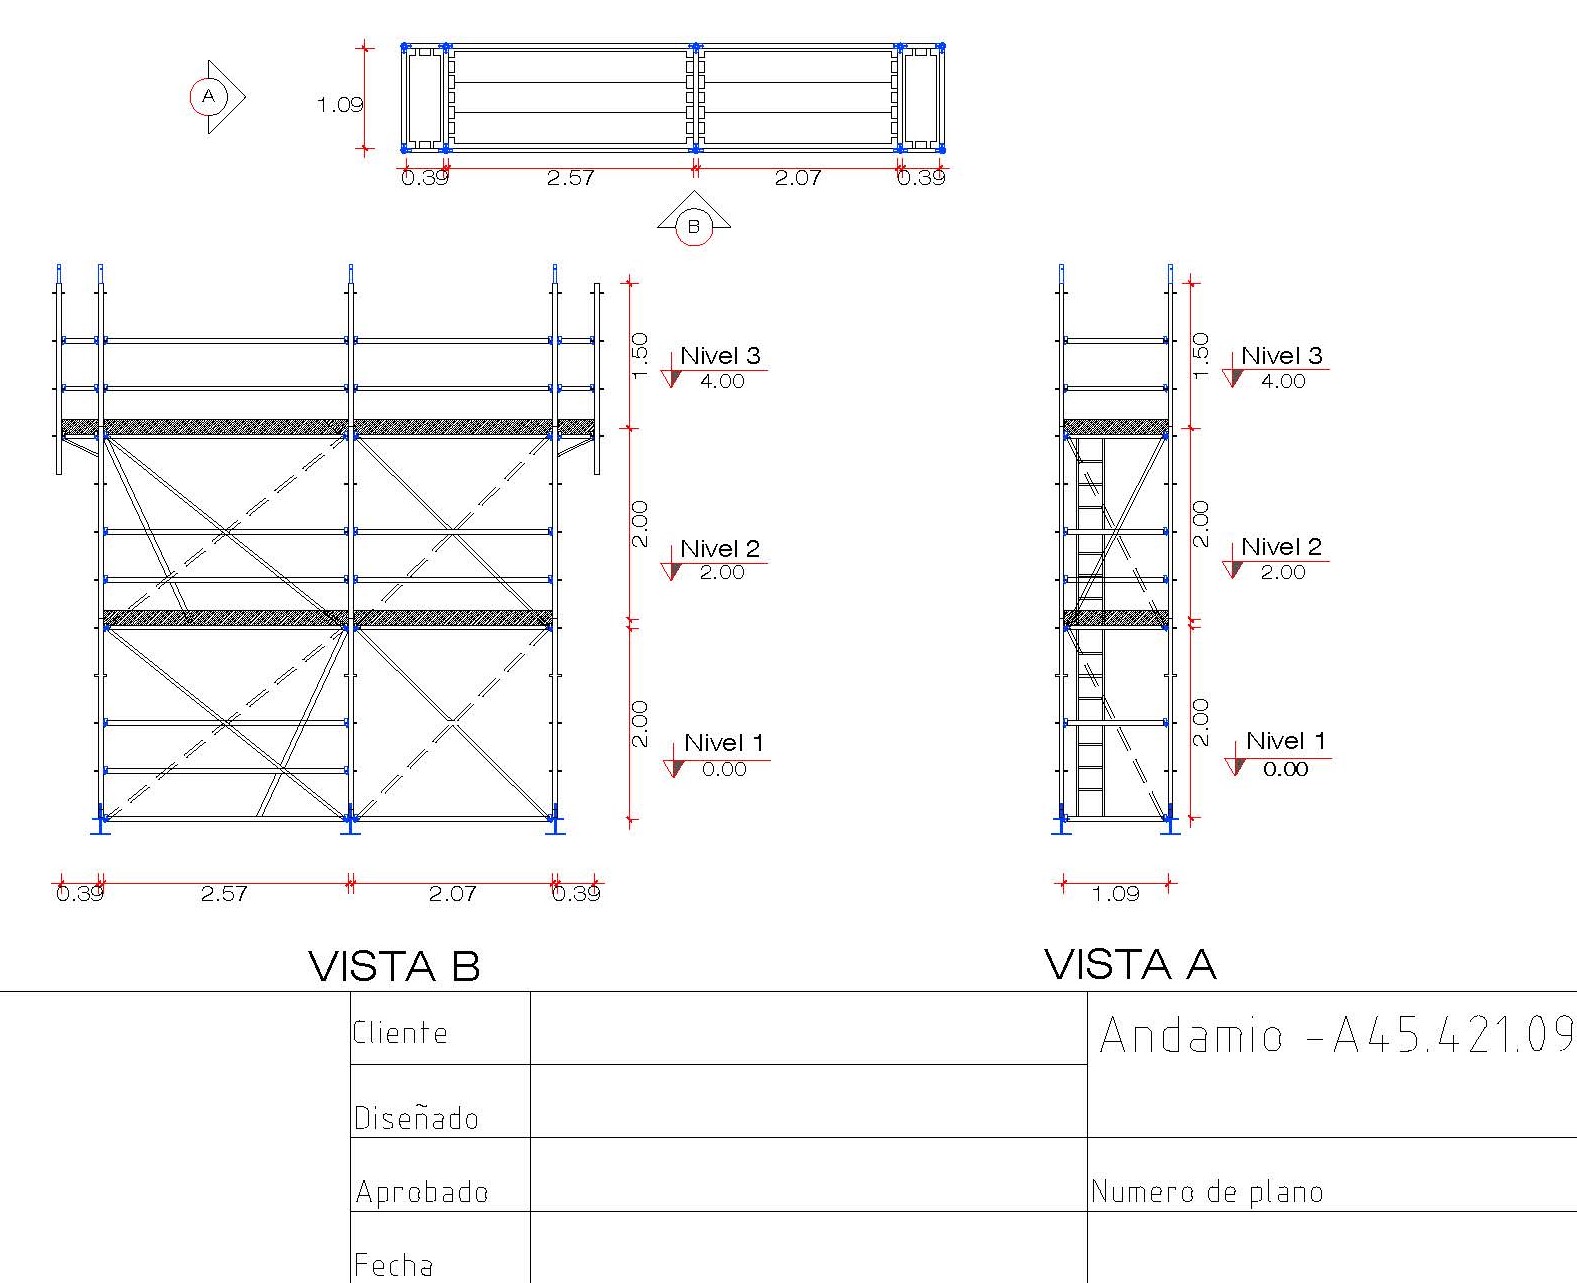 A
1.09
0.39
2.57
2.07
0.39
B
1.50
Nivel 3
4.00
2.00
Nivel 2
2.00
2.00
Nivel 1
0.00
0.39
2.57
2.07
0.39
VISTA B
1.50
Nivel 3
4.00
2.00
Nivel 2
2.00
2.00
Nivel 1
0.00
1.09
VISTA A
Cliente
Andamio -A45.421.09
Diseñado
Aprobado
Numero de plano
Fecha